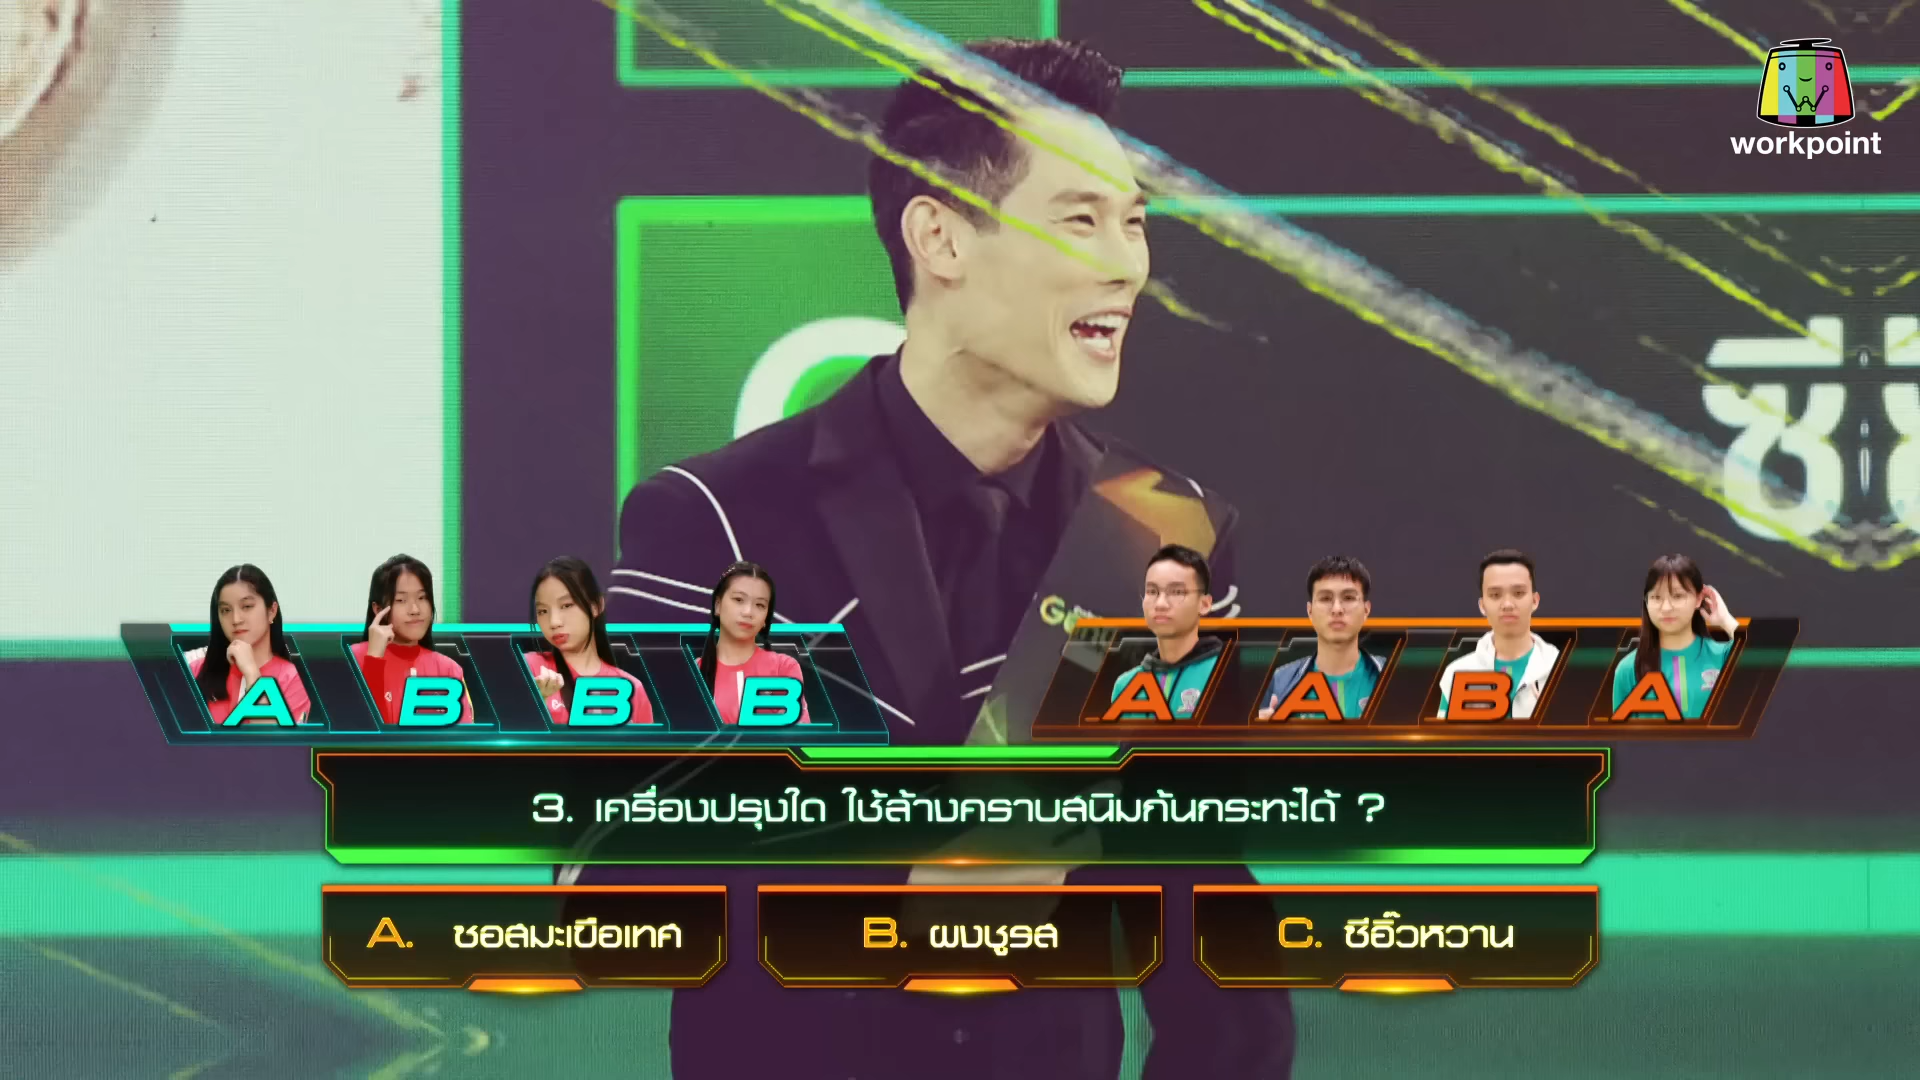 workpoint
A B B B
A A B A
3. เครื่องปรุงใด ใช้ล้างคราบสนิมก้นกระทะได้ ?
A. ซอสมะเขือเทศ
B. ผงชูรส
C. ซีอิ๊วหวาน